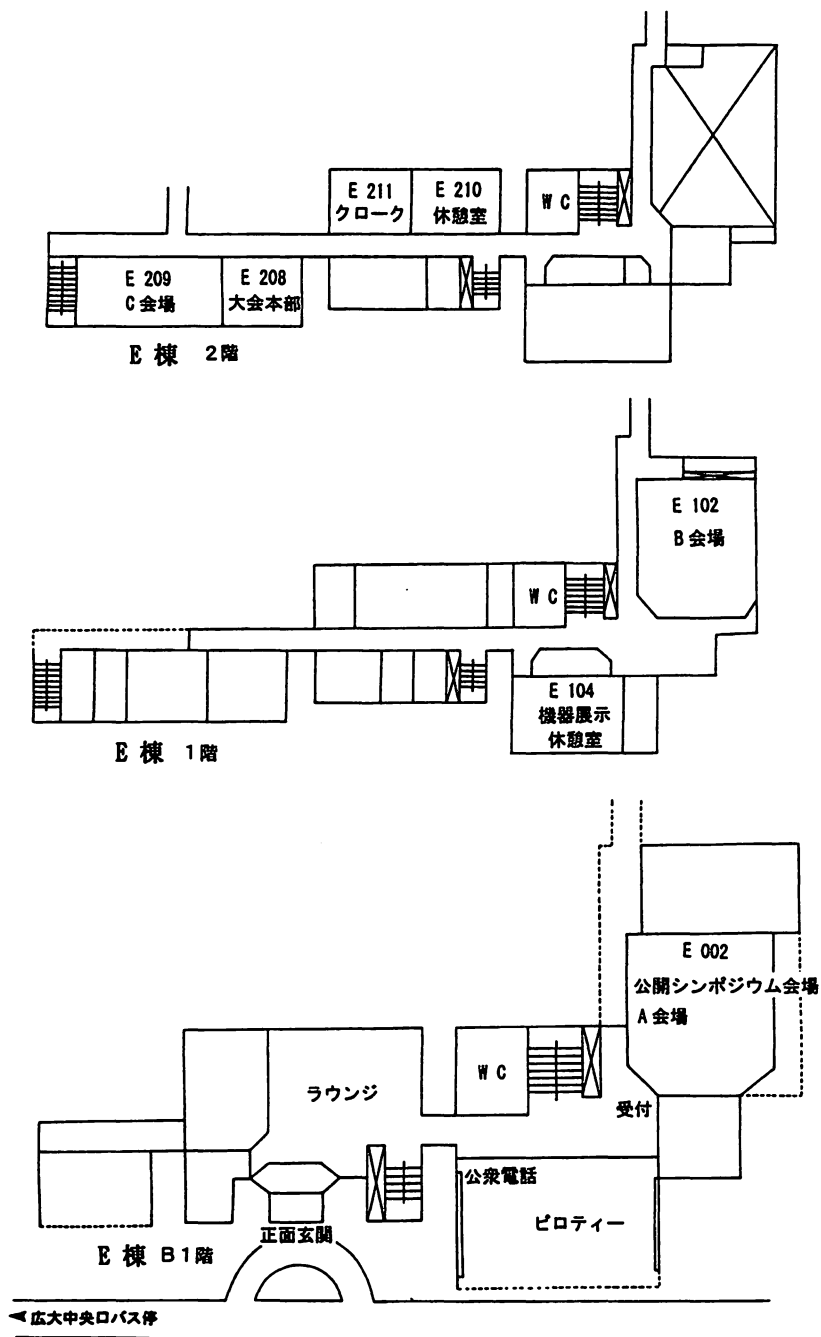 E 211
クローク
E 210
休憩室
W C
E 209
C 会場
E 208
大会本部
E 棟 2階
E 102
B 会場
W C
E 104
機器展示
休憩室
E 棟 1階
E 002
公開シンポジウム会場
A 会場
W C
ラウンジ
受付
公衆電話
ピロティー
正面玄関
E 棟 B1階
広大中央口バス停